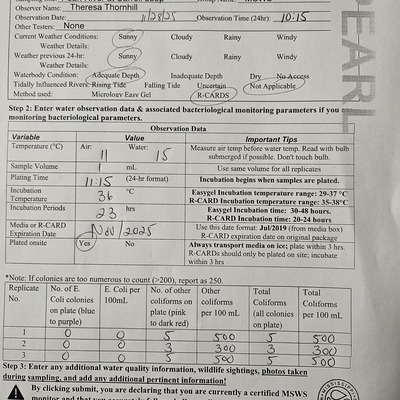 Observer Name: Theresa Thornhill
Observation Date 11/28/25 Observation Time (24hr): 10:15
Other Testers: None
Current Weather Conditions: Sunny Cloudy Rainy Windy
Weather Details:
Weather previous 24-hr: Sunny Cloudy Rainy Windy
Weather Details:
Waterbody Condition: Adequate Depth Inadequate Depth Dry No Access
Tidally Influenced Rivers: Rising Tide Falling Tide Uncertain Not Applicable
Method used: Micrology Easy Gel R-CARDS
PEARL
Step 2: Enter water observation data & associated bacteriological monitoring parameters if you
monitoring bacteriological parameters.
Observation Data
Variable Value Important Tips
Temperature (°C) Air: 11 Water: 15 Measure air temp before water temp. Read with bulb
submerged if possible. Don't touch bulb
Sample Volume 1 mL Use same volume for all replicates
Plating Time 11:15 (24-hr format) Incubation begins when samples are plated.
Incubation Temperature 36 °C Easygel Incubation temperature range: 29-37 °C
R-CARD Incubation temperature range: 35-38°C
Incubation Periods 23 hrs Easygel Incubation time: 30-48 hours.
R-CARD Incubation time: 20-24 hours
Media or R-CARD Expiration Date Nov / 2025 Use this date format: Jul/2019 (from media box)
R-CARD expiration date on original package
Plated onsite Yes No Always transport media on ice; plate within 3 hrs.
R-CARDs should only be plated on site; incubate
within 3 hrs
*Note: If colonies are too numerous to count (>200), report as 250.
Replicate No. No. of E. Coli colonies on plate (blue to purple) E. Coli per 100mL No. of other coliforms on plate (pink to dark red) Other coliforms per 100 mL Total Coliforms (all colonies on plate) Total coliforms per 100 mL
1 0 0 5 500 5 500
2 0 0 3 300 3 300
3 0 0 5 500 5 500
Step 3: Enter any additional water quality information, wildlife sightings, photos taken
during sampling, and add any additional pertinent information!
By clicking submit, you are declaring that you are currently a certified MSWS
MISSISSIPPI